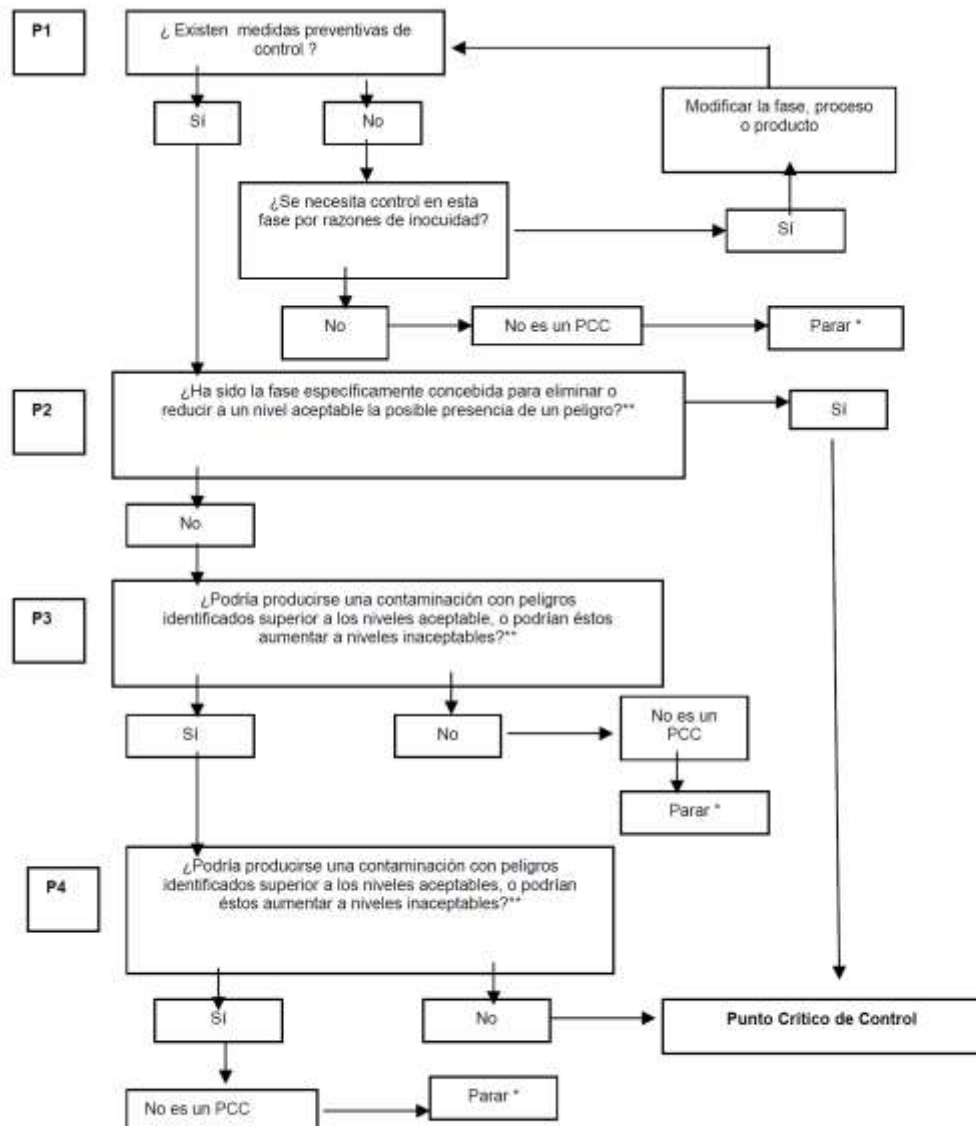 P1
¿ Existen medidas preventivas de
control ?
Sí
No
Modificar la fase, proceso
o producto
¿Se necesita control en esta
fase por razones de inocuidad?
Sí
No
No es un PCC
Parar *
P2
¿Ha sido la fase específicamente concebida para eliminar o
reducir a un nivel aceptable la posible presencia de un peligro?**
Sí
No
P3
¿Podría producirse una contaminación con peligros
identificados superior a los niveles aceptable, o podrían éstos
aumentar a niveles inaceptables?**
Sí
No
No es un
PCC
Parar *
P4
¿Podría producirse una contaminación con peligros
identificados superior a los niveles aceptables, o podrían
éstos aumentar a niveles inaceptables?**
Sí
No
Punto Crítico de Control
No es un PCC
Parar *